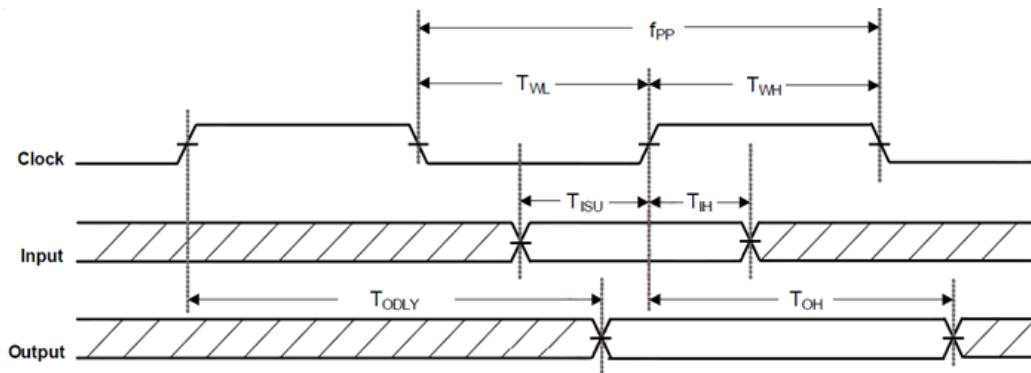 fPP
TWL
TWH
Clock
TISU
TIH
Input
TODLY
TOH
Output